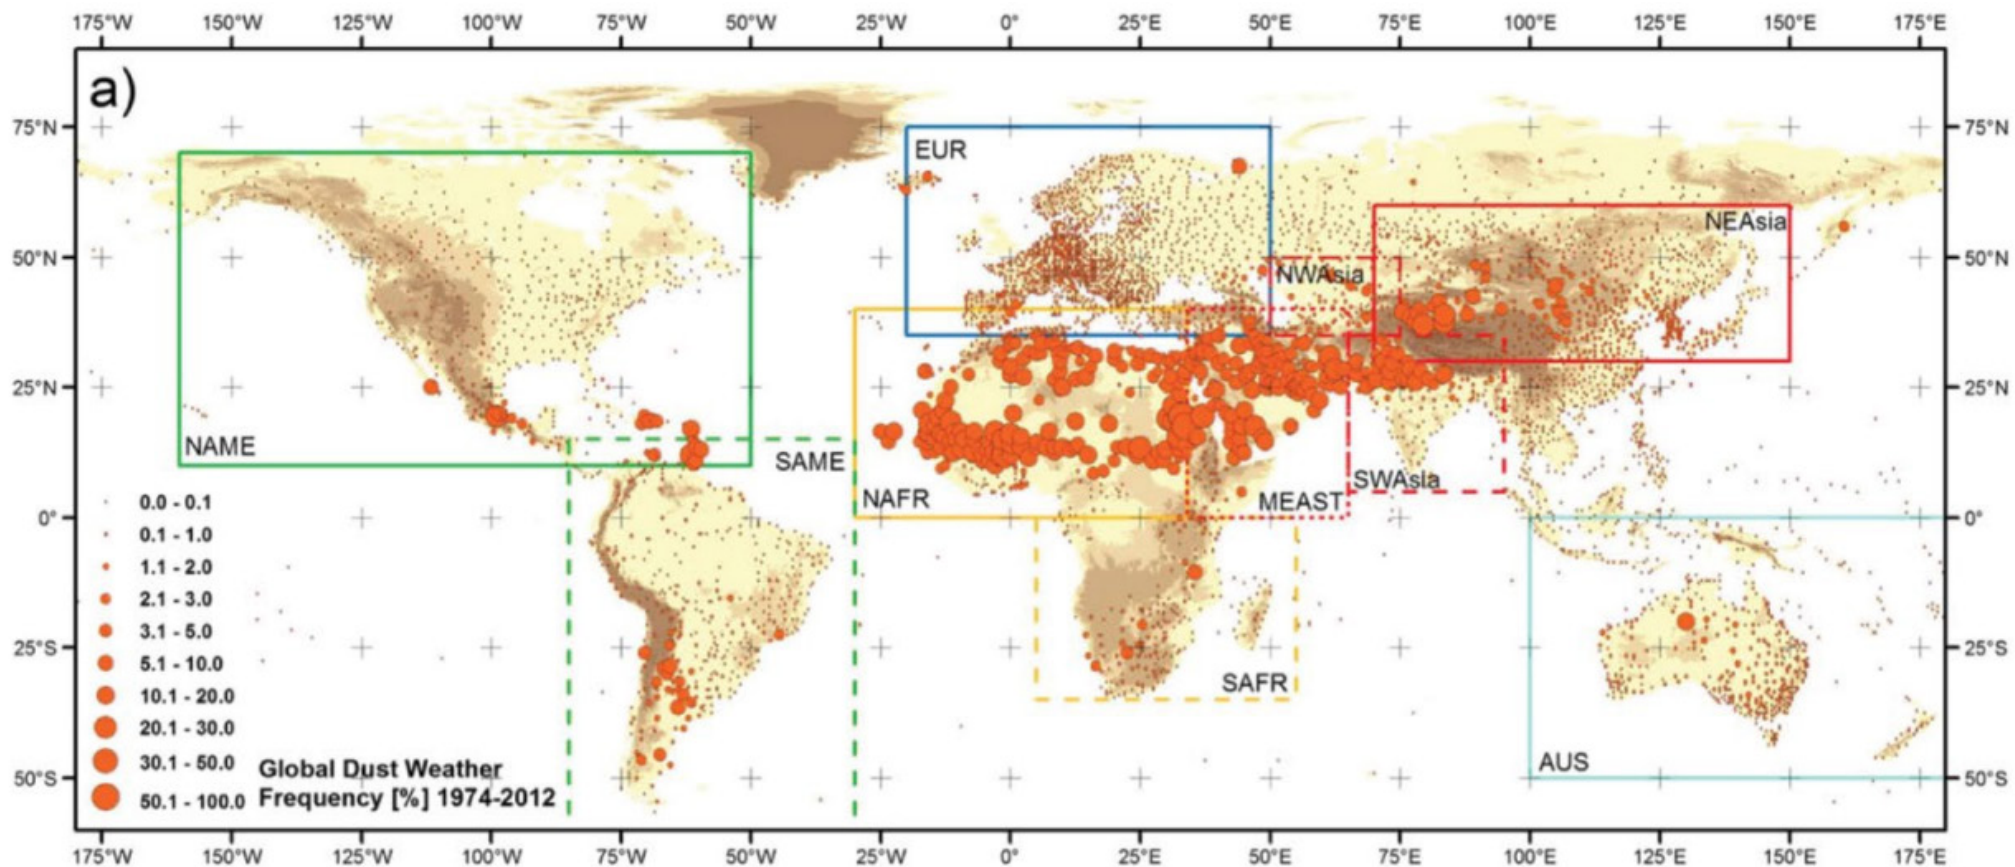 175°W 150°W 125°W 100°W 75°W 50°W 25°W 0° 25°E 50°E 75°E 100°E 125°E 150°E 175°E
a)
75°N 75°N
EUR
NEAsia
50°N 50°N
NWAsia
25°N 25°N
NAME
SAME
NAFR
MEAST
SWAsia
0° 0°
0.0 - 0.1
0.1 - 1.0
1.1 - 2.0
2.1 - 3.0
3.1 - 5.0
5.1 - 10.0
10.1 - 20.0
20.1 - 30.0
30.1 - 50.0
50.1 - 100.0
25°S 25°S
SAFR
AUS
50°S 50°S
Global Dust Weather
Frequency [%] 1974-2012
175°W 150°W 125°W 100°W 75°W 50°W 25°W 0° 25°E 50°E 75°E 100°E 125°E 150°E 175°E